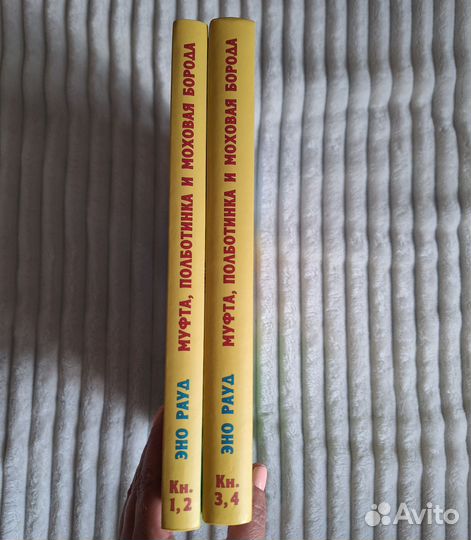 ЭНО РАУД МУФТА, ПОЛБОТИНКА И МОХОВАЯ БОРОДА
Кн.
1, 2
ЭНО РАУД МУФТА, ПОЛБОТИНКА И МОХОВАЯ БОРОДА
Кн.
3, 4
Avito